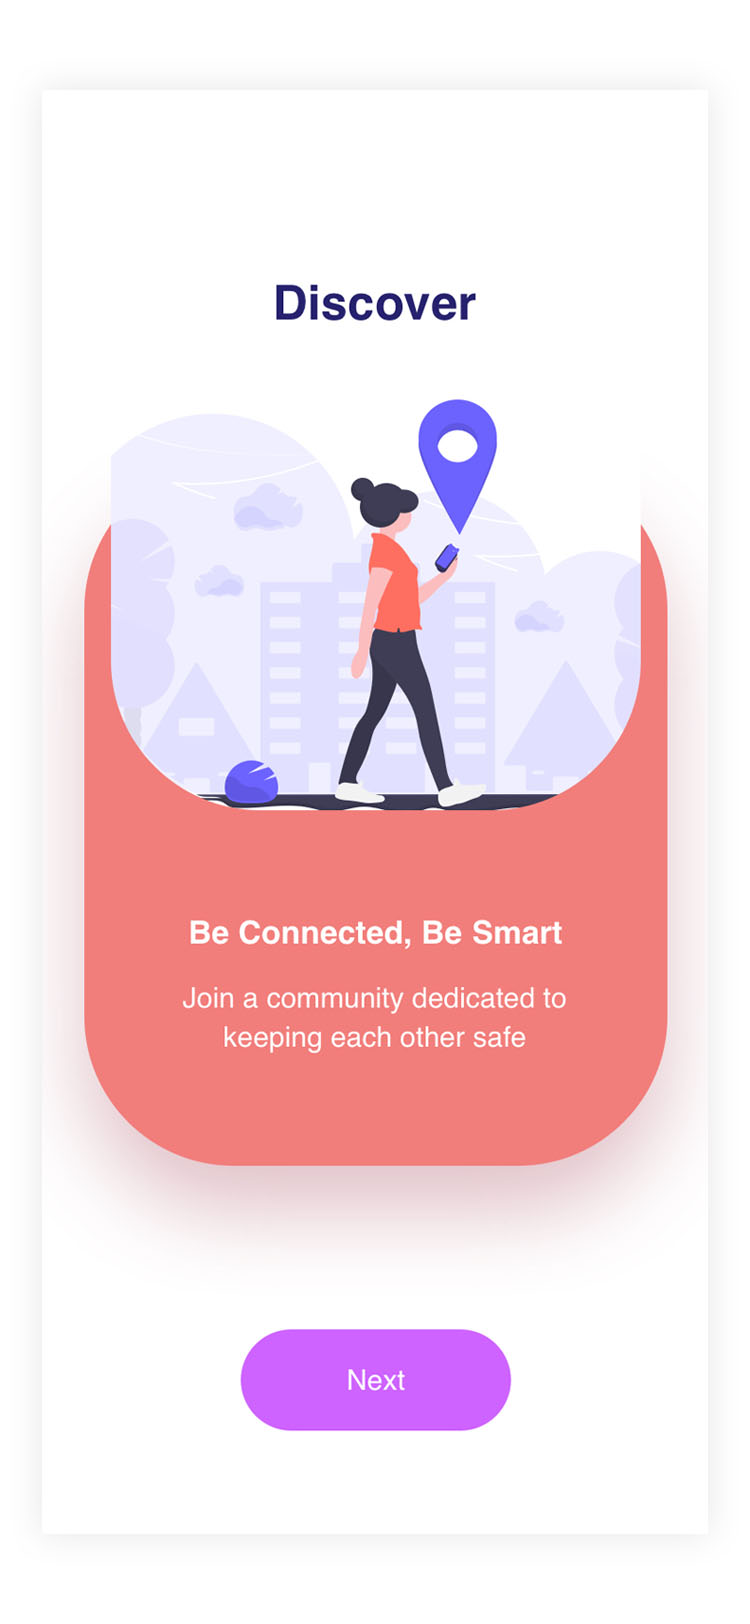 Discover
Be Connected, Be Smart
Join a community dedicated to
keeping each other safe
Next